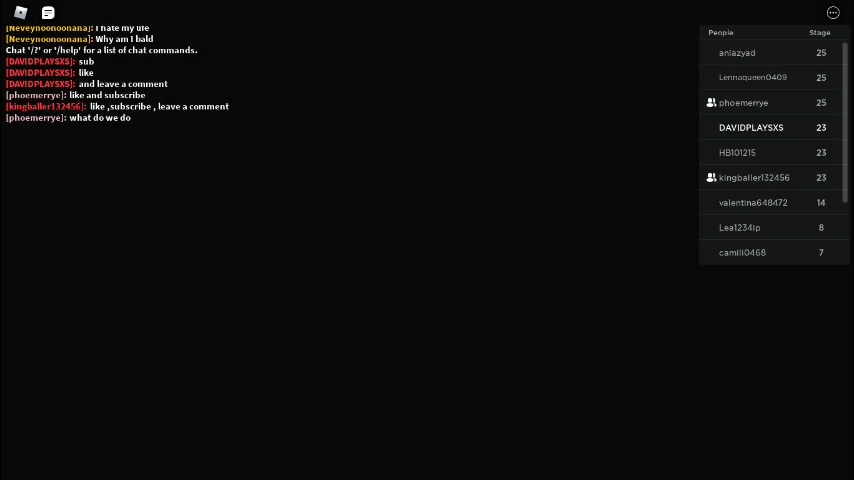 [Neveynoonoonana]: I hate my life
[Neveynoonoonana]: Why am I bald
Chat '/?' or '/help' for a list of chat commands.
[DAVIDPLAYSXS]: sub
[DAVIDPLAYSXS]: like
[DAVIDPLAYSXS]: and leave a comment
[phoemerrye]: like and subscribe
[kingballer132456]: like ,subscribe , leave a comment
[phoemerrye]: what do we do
People Stage
aniazyad 25
Lennaqueen0409 25
phoemerrye 25
DAVIDPLAYSXS 23
HB101215 23
kingballer132456 23
valentina648472 14
Lea1234ip 8
camili0468 7